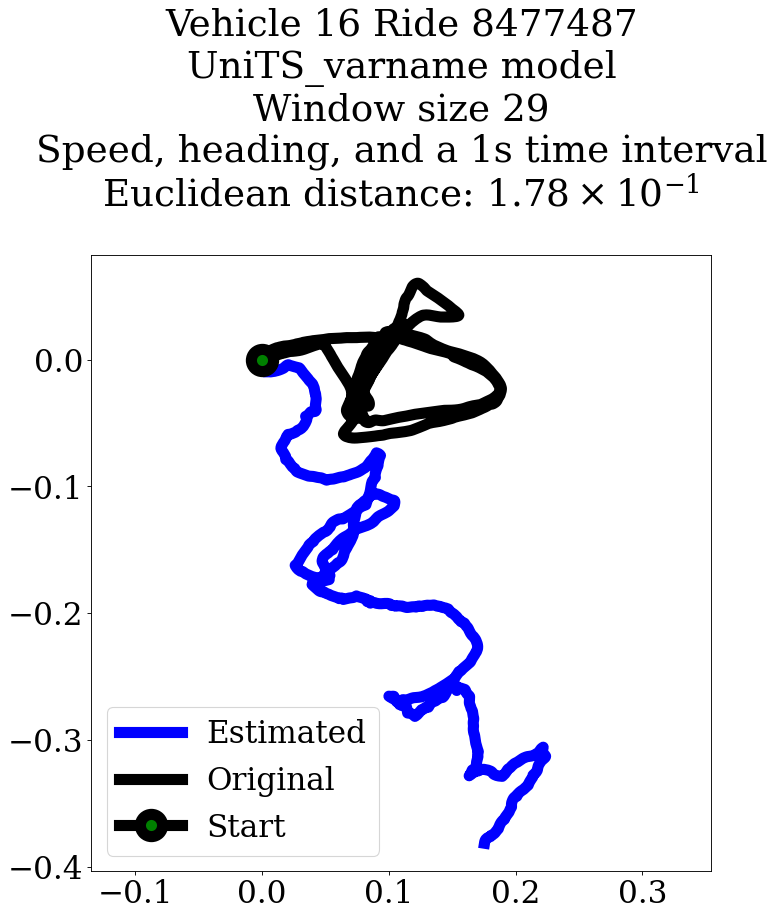 Vehicle 16 Ride 8477487
UniTS_varname model
Window size 29
Speed, heading, and a 1s time interval
Euclidean distance: 1.78 × 10⁻¹
0.0
−0.1
−0.2
−0.3
−0.4
Estimated
Original
Start
−0.1 0.0 0.1 0.2 0.3